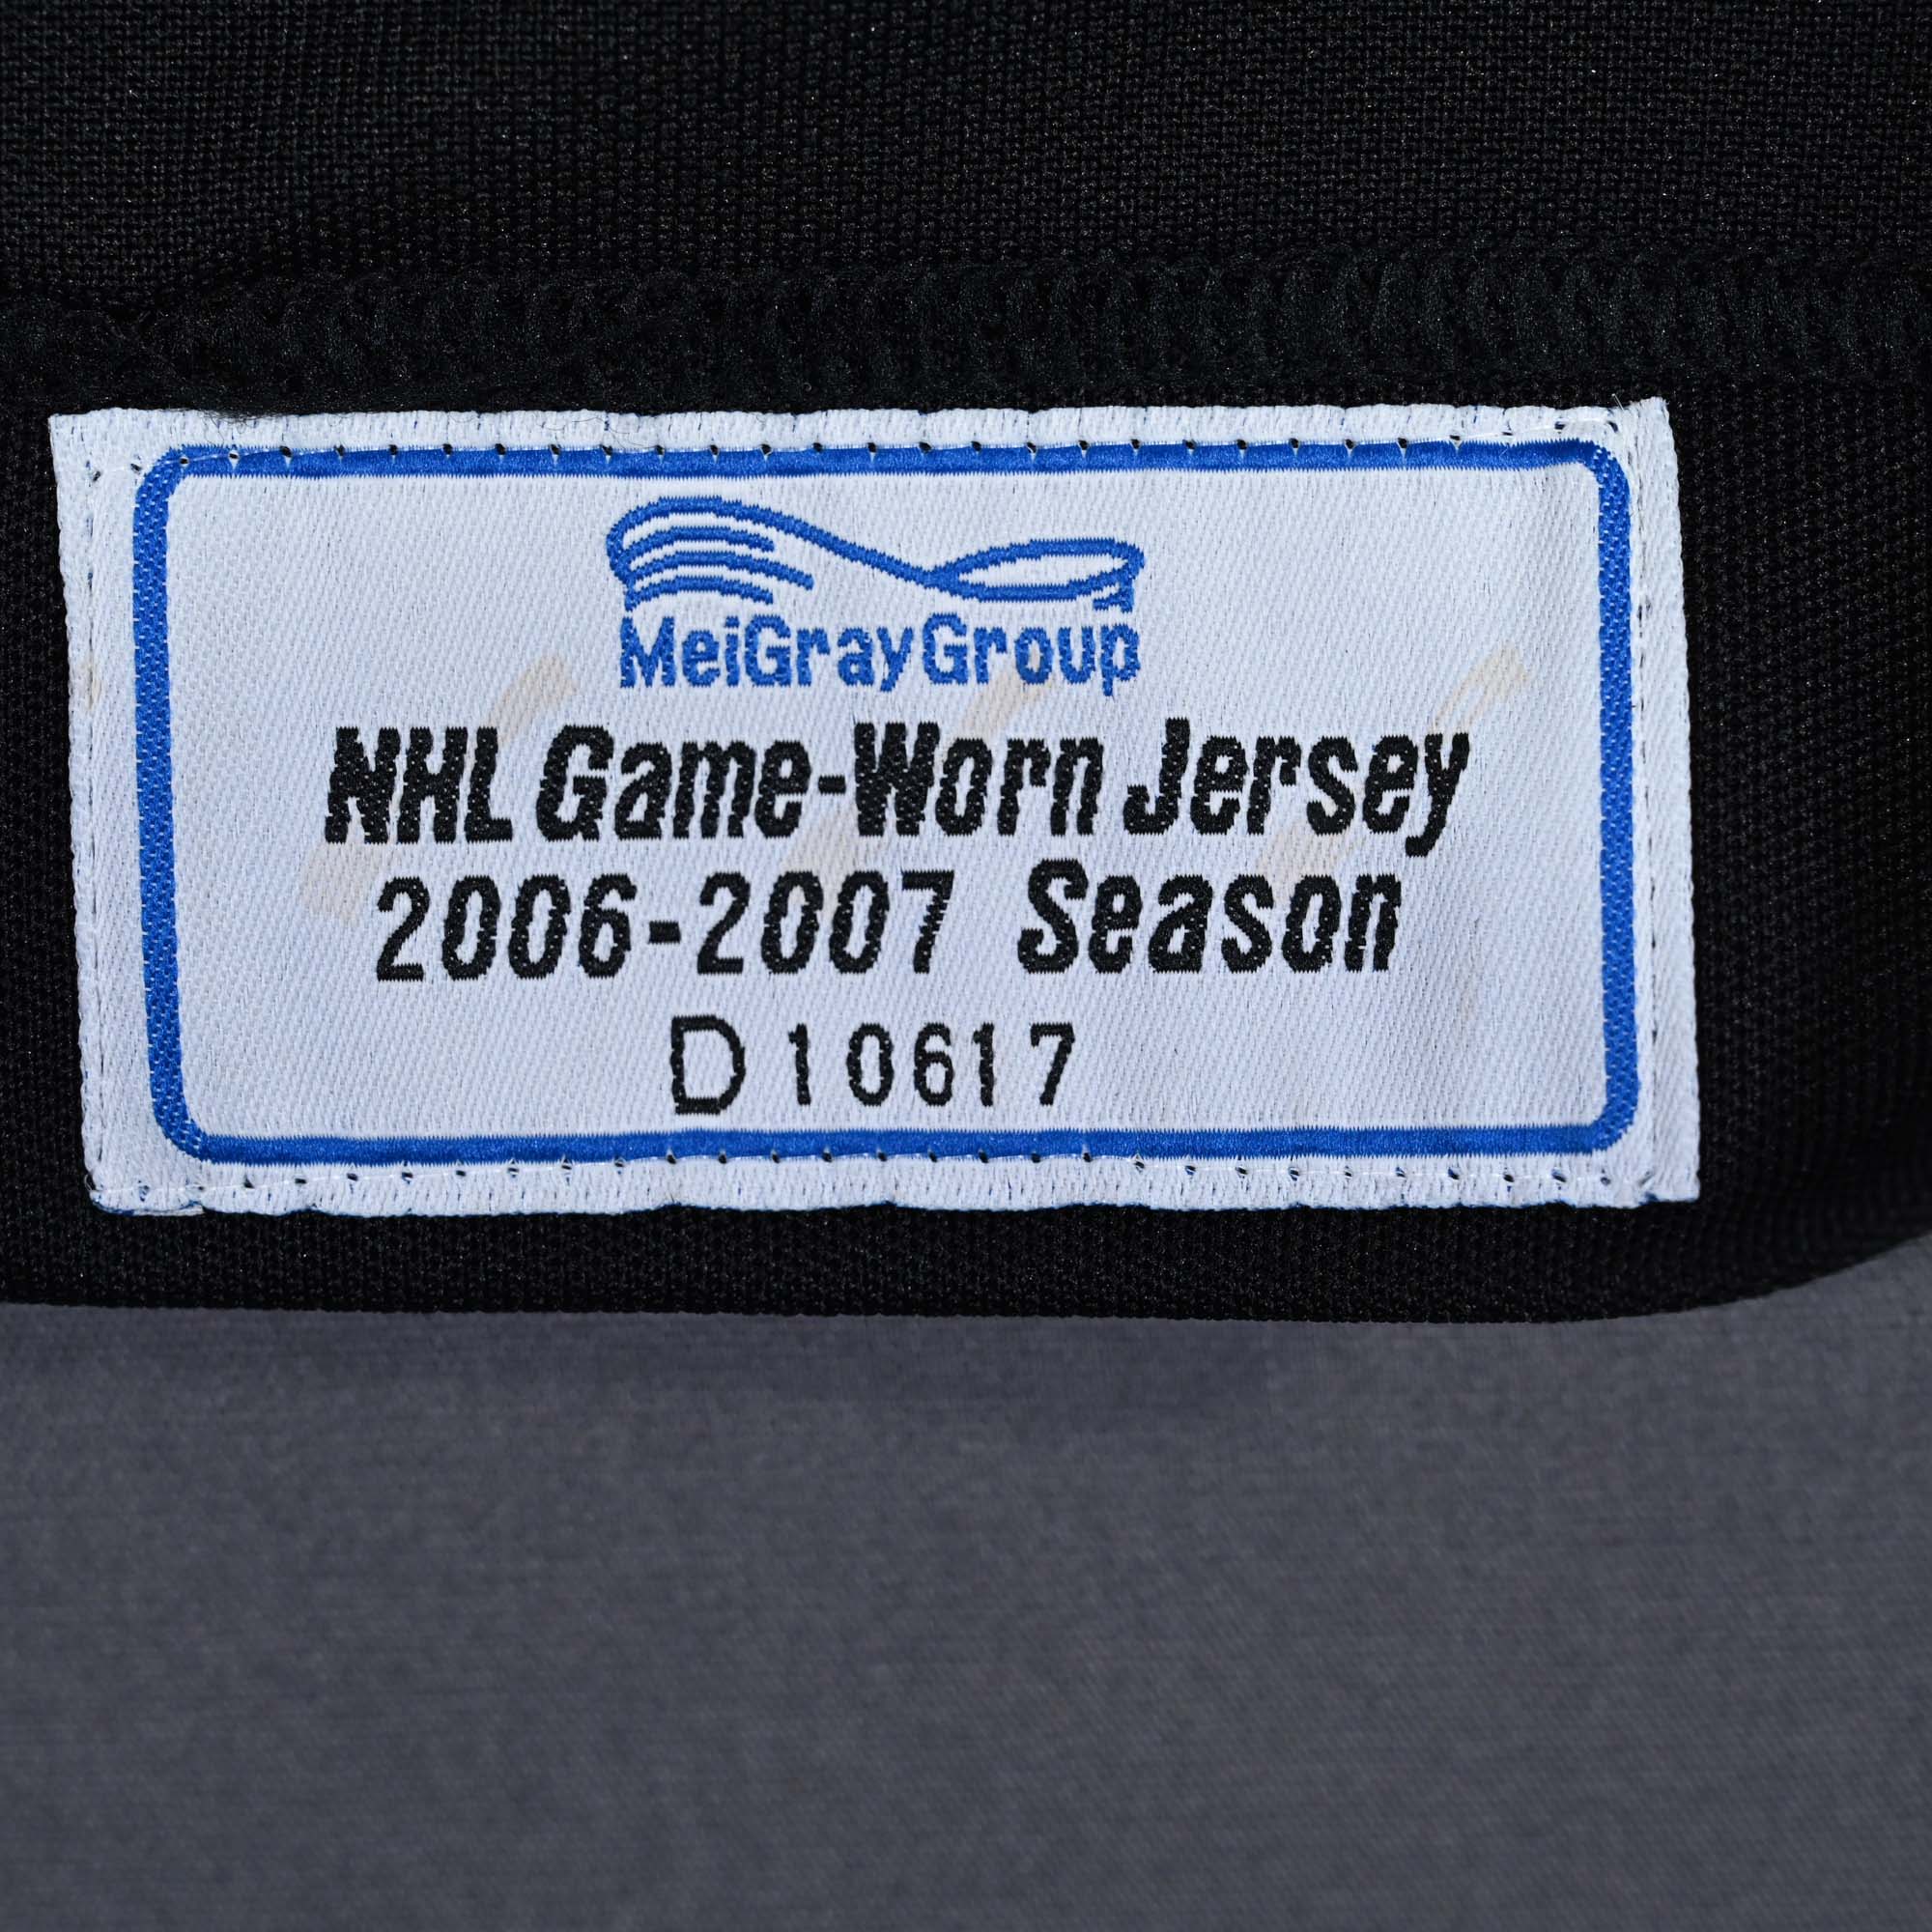 MeiGrayGroup
NHL Game-Worn Jersey
2006-2007 Season
D10617